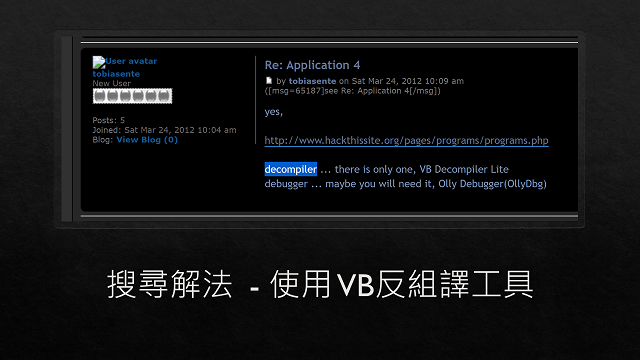 User avatar
tobiasente
New User
Posts: 5
Joined: Sat Mar 24, 2012 10:04 am
Blog: View Blog (0)
Re: Application 4
by tobiasente on Sat Mar 24, 2012 10:09 am
([msg=65187]see Re: Application 4[/msg])
yes,
http://www.hackthissite.org/pages/programs/programs.php
decompiler ... there is only one, VB Decompiler Lite
debugger ... maybe you will need it, Olly Debugger(OllyDbg)
搜尋解法 - 使用VB反組譯工具